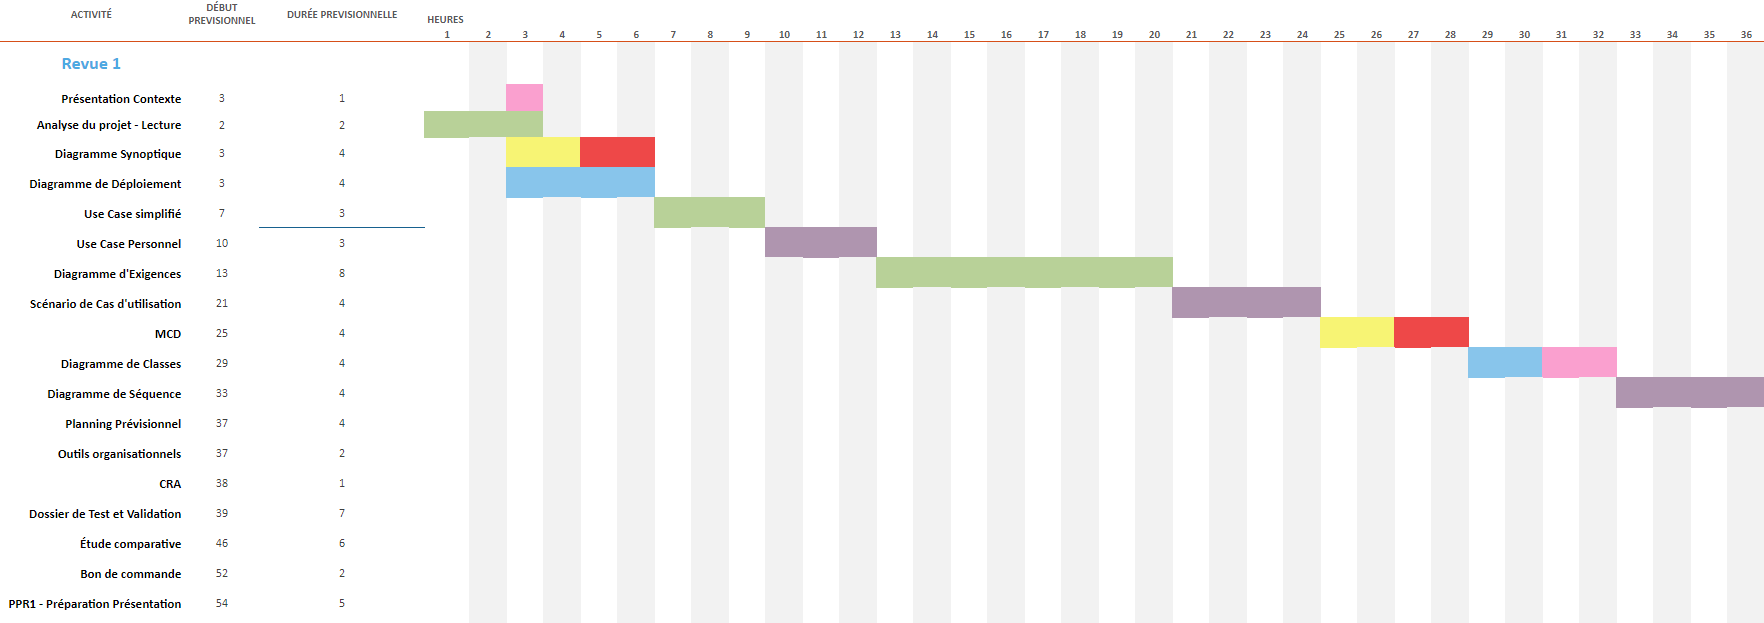 ACTIVITÉ DÉBUT PREVISIONNEL DURÉE PREVISIONNELLE HEURES
1 2 3 4 5 6 7 8 9 10 11 12 13 14 15 16 17 18 19 20 21 22 23 24 25 26 27 28 29 30 31 32 33 34 35 36
Revue 1
Présentation Contexte 3 1
Analyse du projet - Lecture 2 2
Diagramme Synoptique 3 4
Diagramme de Déploiement 3 4
Use Case simplifié 7 3
Use Case Personnel 10 3
Diagramme d'Exigences 13 8
Scénario de Cas d'utilisation 21 4
MCD 25 4
Diagramme de Classes 29 4
Diagramme de Séquence 33 4
Planning Prévisionnel 37 4
Outils organisationnels 37 2
CRA 38 1
Dossier de Test et Validation 39 7
Étude comparative 46 6
Bon de commande 52 2
PPR1 - Préparation Présentation 54 5